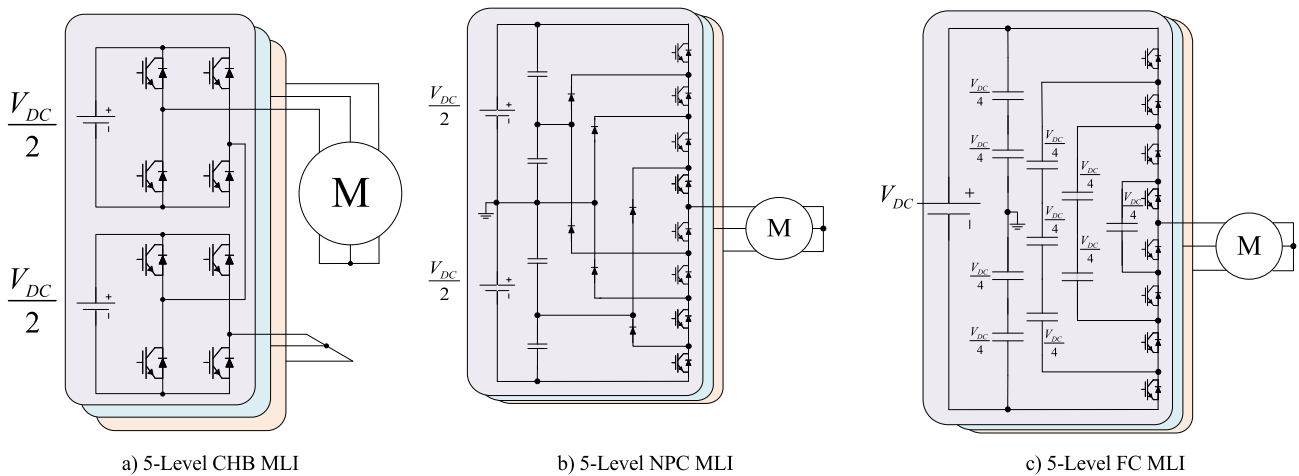 V_DC/2
V_DC/2
+
-
+
-
M
a) 5-Level CHB MLI
V_DC/2
V_DC/2
+
-
+
-
M
b) 5-Level NPC MLI
V_DC
+
-
V_DC/4
V_DC/4
V_DC/4
V_DC/4
V_DC/4
V_DC/4
V_DC/4
V_DC/4
V_DC/4
V_DC/4
M
c) 5-Level FC MLI